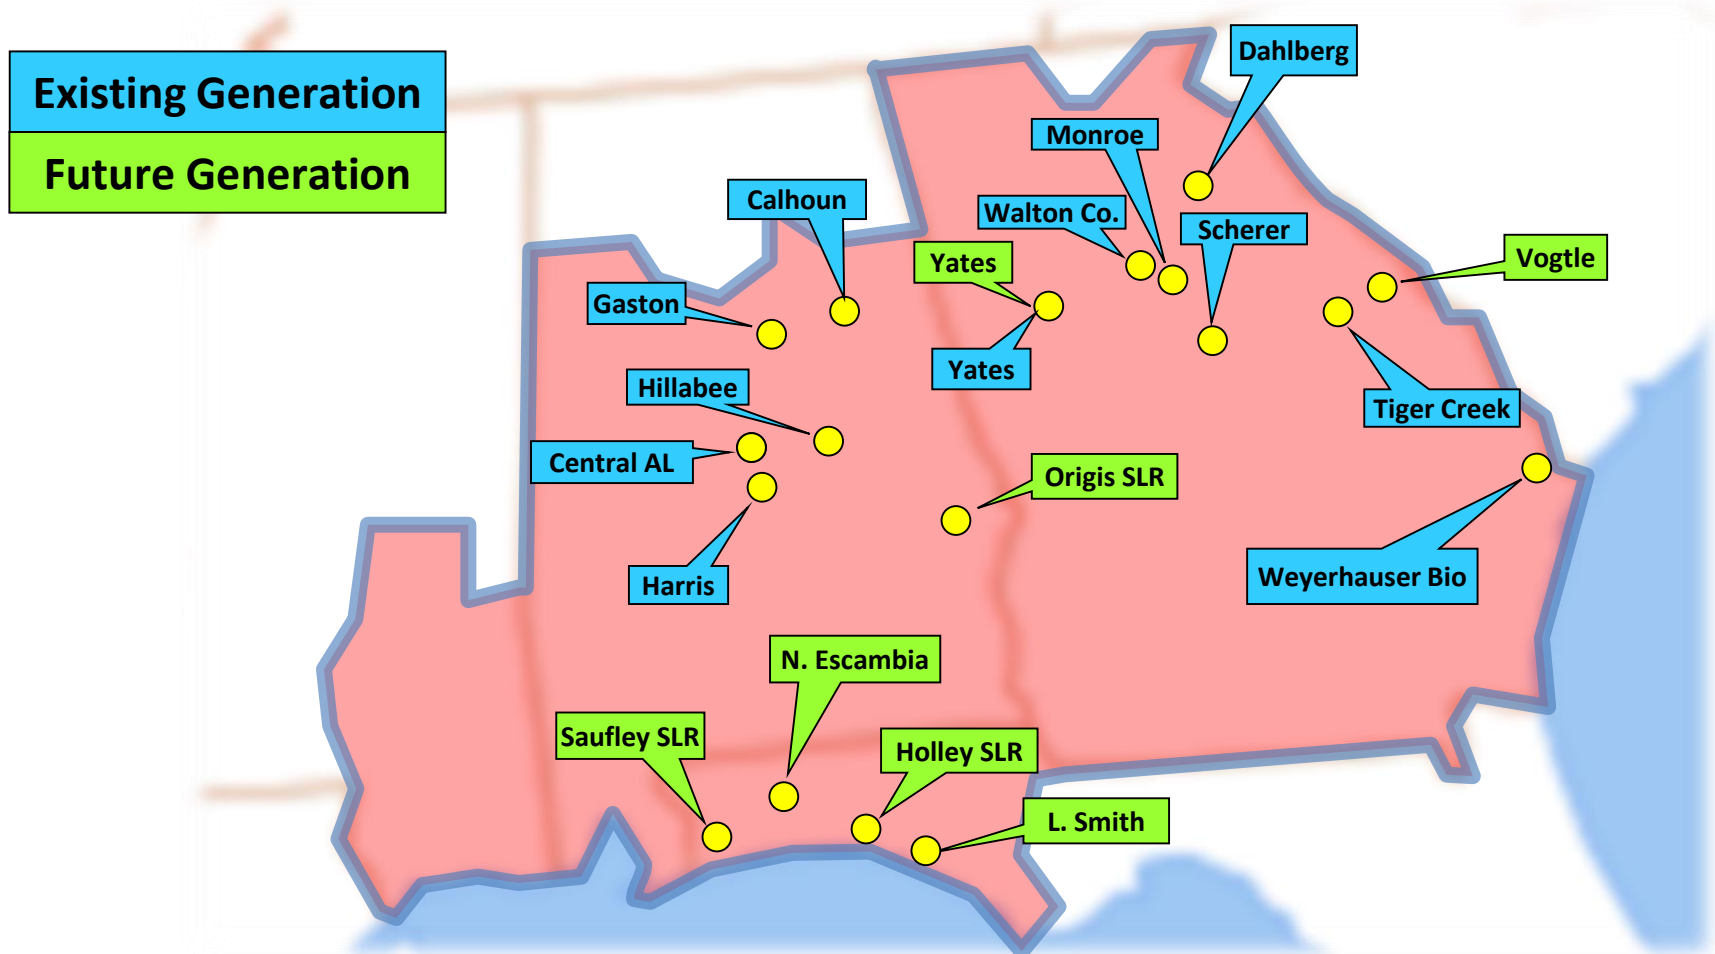 Existing Generation
Future Generation
Dahlberg
Monroe
Calhoun
Walton Co.
Scherer
Yates
Vogtle
Gaston
Yates
Hillabee
Tiger Creek
Central AL
Origis SLR
Harris
Weyerhauser Bio
N. Escambia
Saufley SLR
Holley SLR
L. Smith